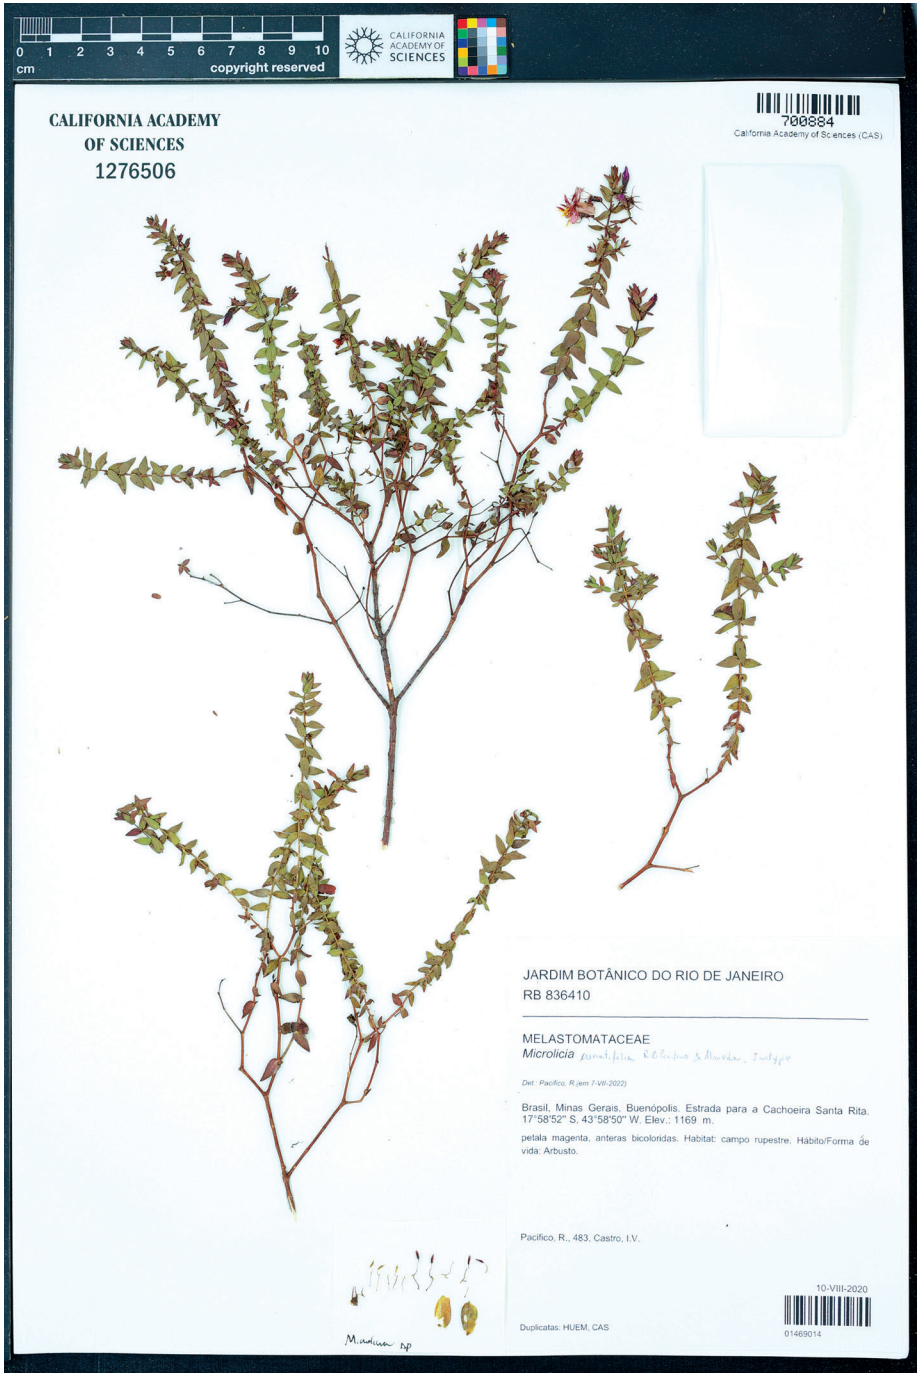 0 1 2 3 4 5 6 7 8 9 10
cm
copyright reserved
CALIFORNIA
ACADEMY OF
SCIENCES
CALIFORNIA ACADEMY
OF SCIENCES
1276506
700884
California Academy of Sciences (CAS)
JARDIM BOTÂNICO DO RIO DE JANEIRO
RB 836410
MELASTOMATACEAE
Microlicia R. Pacifico & Almeda. Isotype
Det.: Pacifico, R.(em 7-VII-2022)
Brasil, Minas Gerais, Buenópolis. Estrada para a Cachoeira Santa Rita.
17°58'52" S, 43°58'50" W. Elev.: 1169 m.
petala magenta, anteras bicoloridas. Habitat: campo rupestre. Hábito/Forma de
vida: Arbusto.
Pacifico, R., 483, Castro, I.V.
10-VIII-2020
Duplicatas: HUEM, CAS
01469014
sp